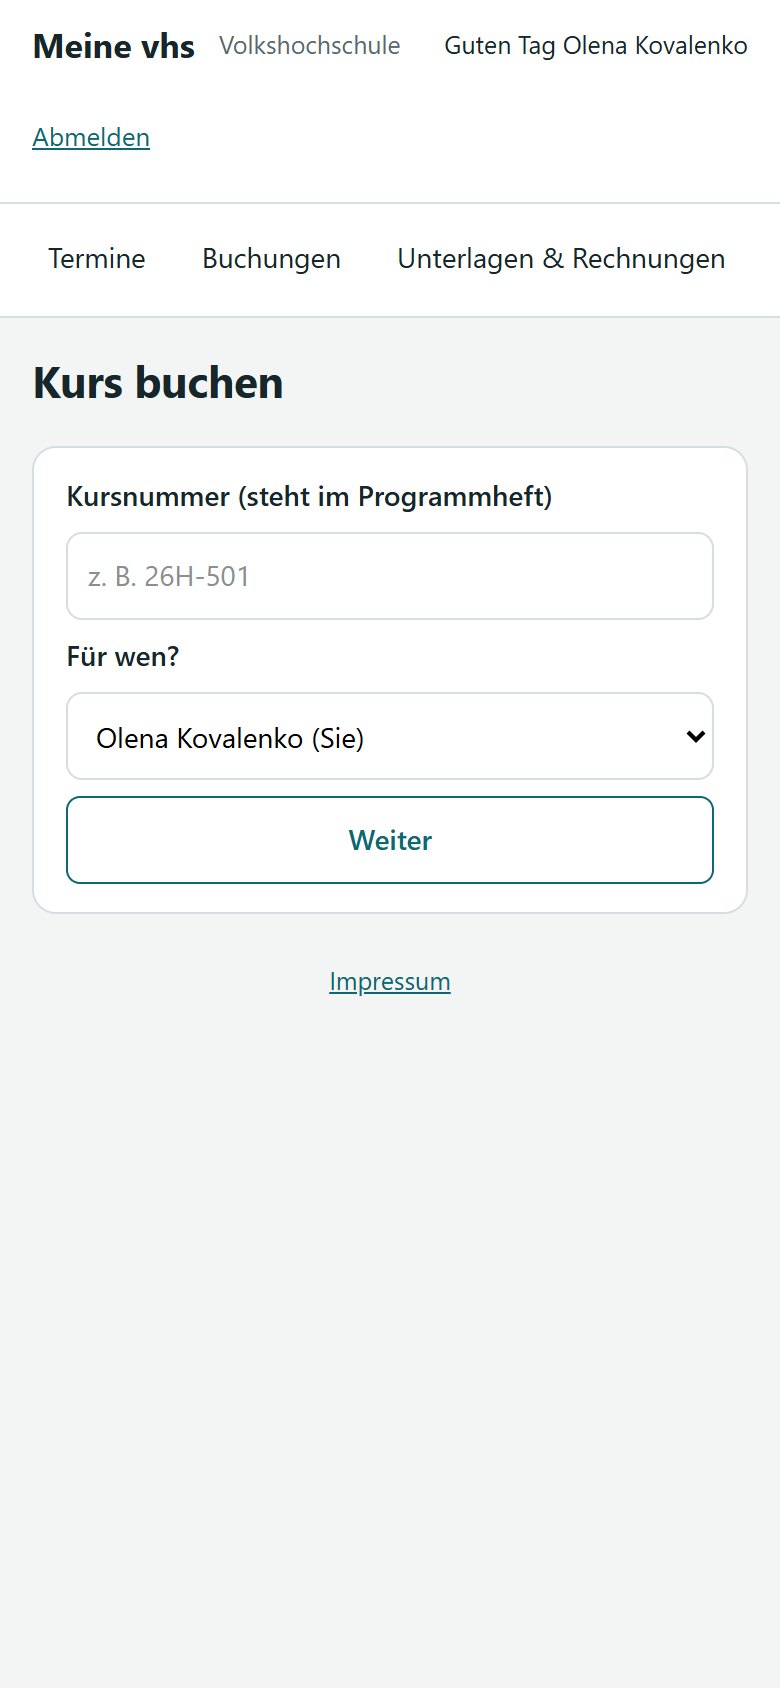 Meine vhs Volkshochschule Guten Tag Olena Kovalenko
Abmelden
Termine Buchungen Unterlagen & Rechnungen
Kurs buchen
Kursnummer (steht im Programmheft)
z. B. 26H-501
Für wen?
Olena Kovalenko (Sie)
Weiter
Impressum